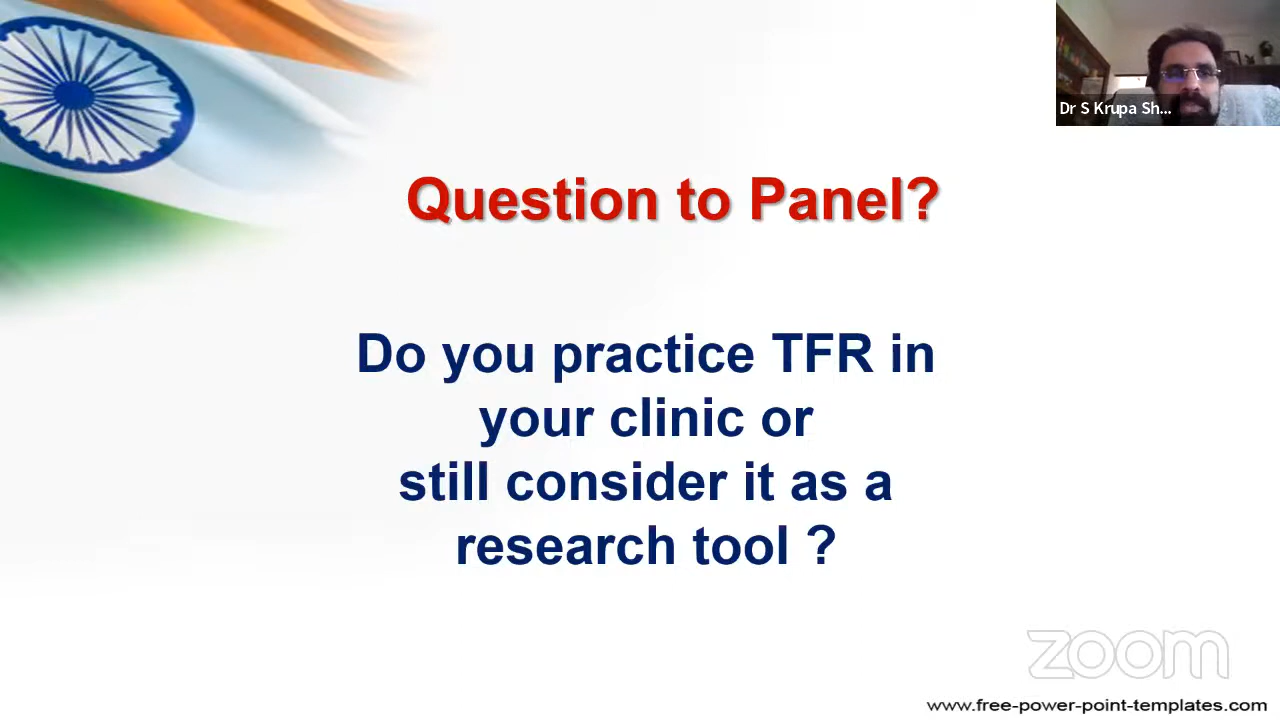 Dr S Krupa Sh...
Question to Panel?
Do you practice TFR in
your clinic or
still consider it as a
research tool ?
zoom
www.free-power-point-templates.com